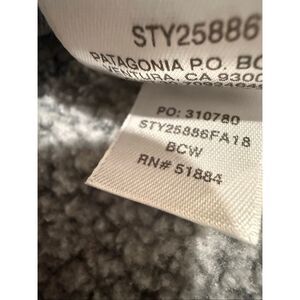 STY25886
PATAGONIA P.O. BO
VENTURA, CA 9300
PO: 310780
STY25886FA18
BCW
RN# 51884